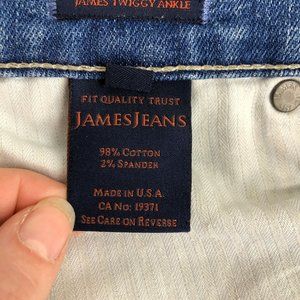 JAMES TWIGGY ANKLE
FIT QUALITY TRUST
JAMESJEANS
98% COTTON
2% SPANDER
MADE IN U.S.A.
CA NO: 19371
SEE CARE ON REVERSE